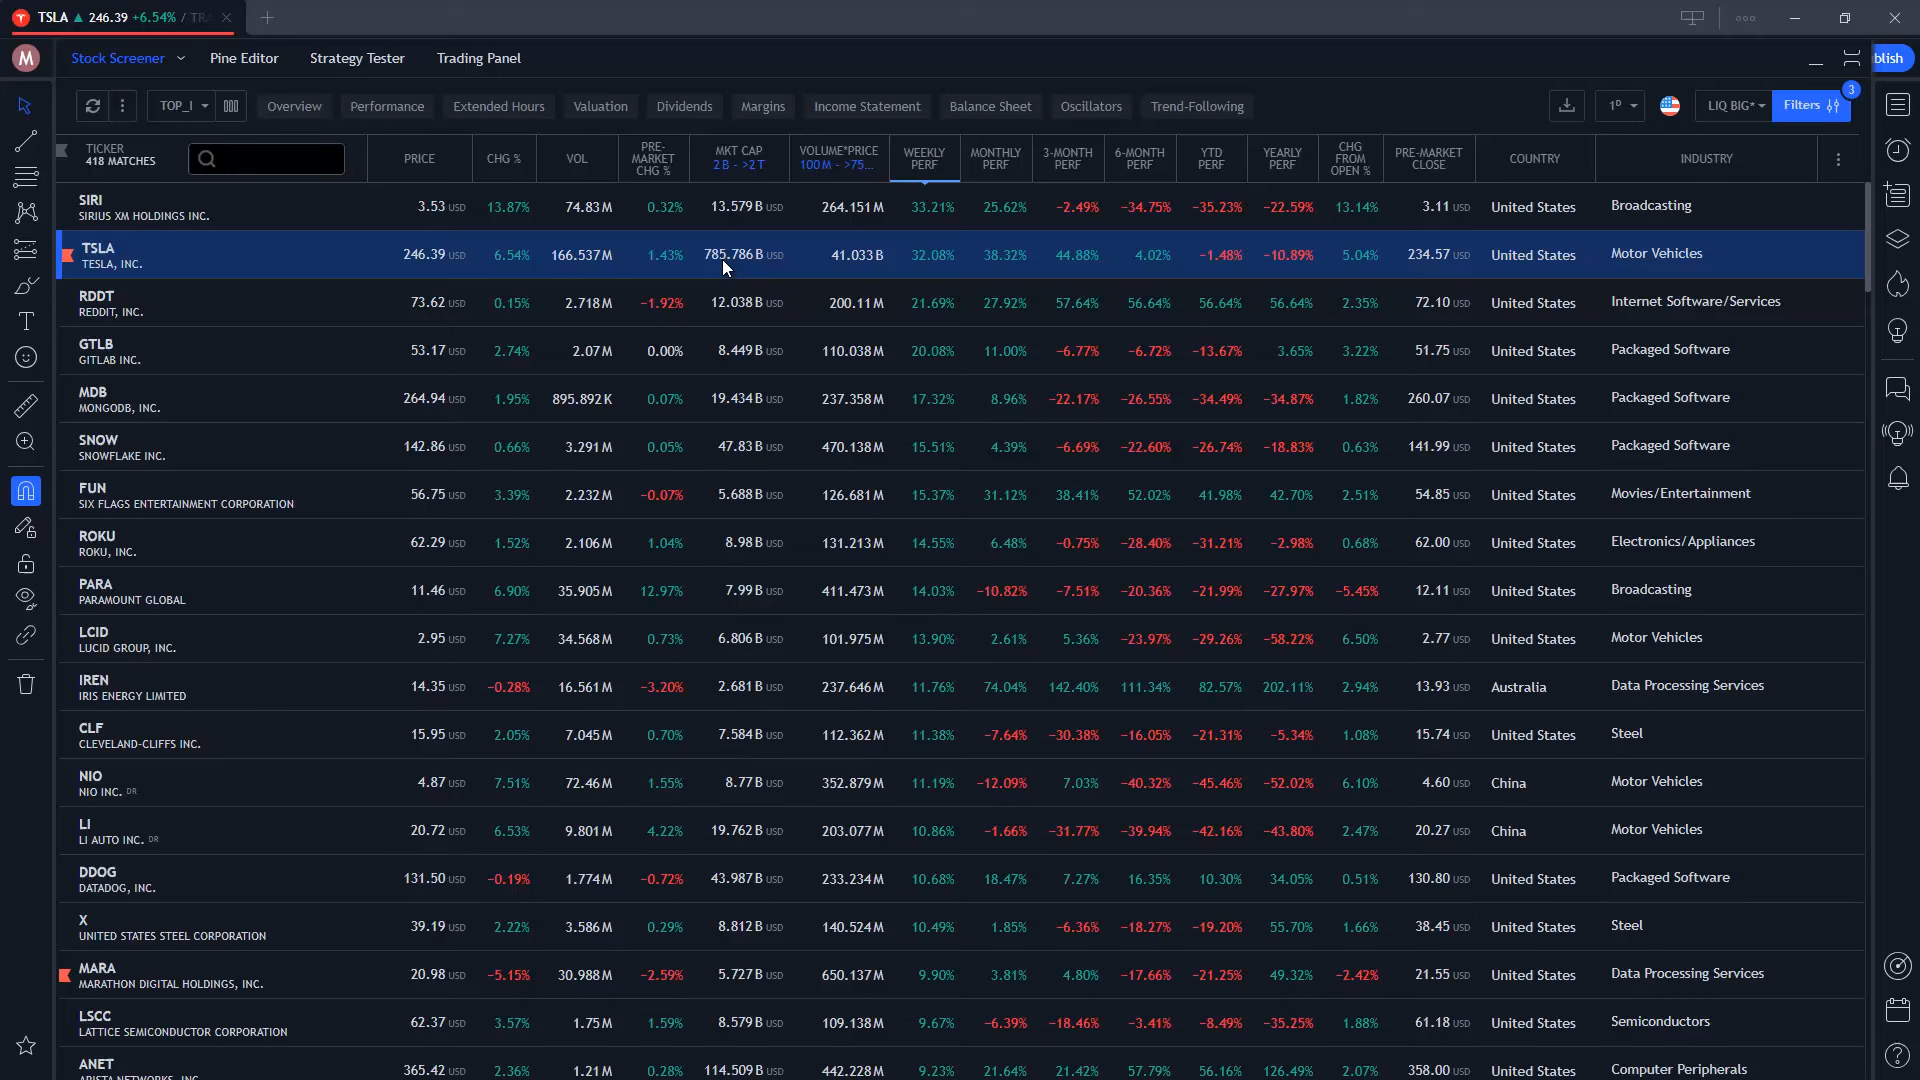 TSLA ▲ 246.39 +6.54% / TRA
M
Stock Screener Pine Editor Strategy Tester Trading Panel
blish
TOP_I Overview Performance Extended Hours Valuation Dividends Margins Income Statement Balance Sheet Oscillators Trend-Following 1D LIQ BIG* Filters 3
TICKER
418 MATCHES
PRICE
CHG %
VOL
PRE-
MARKET
CHG %
MKT CAP
2 B - >2 T
VOLUME*PRICE
100 M - >75...
WEEKLY
PERF
MONTHLY
PERF
3-MONTH
PERF
6-MONTH
PERF
YTD
PERF
YEARLY
PERF
CHG
FROM
OPEN %
PRE-MARKET
CLOSE
COUNTRY
INDUSTRY
SIRI
SIRIUS XM HOLDINGS INC.
3.53 USD 13.87% 74.83 M 0.32% 13.579 B USD 264.151 M 33.21% 25.62% −2.49% −34.75% −35.23% −22.59% 13.14% 3.11 USD United States Broadcasting
TSLA
TESLA, INC.
246.39 USD 6.54% 166.537 M 1.43% 785.786 B USD 41.033 B 32.08% 38.32% 44.88% 4.02% −1.48% −10.89% 5.04% 234.57 USD United States Motor Vehicles
RDDT
REDDIT, INC.
73.62 USD 0.15% 2.718 M −1.92% 12.038 B USD 200.11 M 21.69% 27.92% 57.64% 56.64% 56.64% 56.64% 2.35% 72.10 USD United States Internet Software/Services
GTLB
GITLAB INC.
53.17 USD 2.74% 2.07 M 0.00% 8.449 B USD 110.038 M 20.08% 11.00% −6.77% −6.72% −13.67% 3.65% 3.22% 51.75 USD United States Packaged Software
MDB
MONGODB, INC.
264.94 USD 1.95% 895.892 K 0.07% 19.434 B USD 237.358 M 17.32% 8.96% −22.17% −26.55% −34.49% −34.87% 1.82% 260.07 USD United States Packaged Software
SNOW
SNOWFLAKE INC.
142.86 USD 0.66% 3.291 M 0.05% 47.83 B USD 470.138 M 15.51% 4.39% −6.69% −22.60% −26.74% −18.83% 0.63% 141.99 USD United States Packaged Software
FUN
SIX FLAGS ENTERTAINMENT CORPORATION
56.75 USD 3.39% 2.232 M −0.07% 5.688 B USD 126.681 M 15.37% 31.12% 38.41% 52.02% 41.98% 42.70% 2.51% 54.85 USD United States Movies/Entertainment
ROKU
ROKU, INC.
62.29 USD 1.52% 2.106 M 1.04% 8.98 B USD 131.213 M 14.55% 6.48% −0.75% −28.40% −31.21% −2.98% 0.68% 62.00 USD United States Electronics/Appliances
PARA
PARAMOUNT GLOBAL
11.46 USD 6.90% 35.905 M 12.97% 7.99 B USD 411.473 M 14.03% −10.82% −7.51% −20.36% −21.99% −27.97% −5.45% 12.11 USD United States Broadcasting
LCID
LUCID GROUP, INC.
2.95 USD 7.27% 34.568 M 0.73% 6.806 B USD 101.975 M 13.90% 2.61% 5.36% −23.97% −29.26% −58.22% 6.50% 2.77 USD United States Motor Vehicles
IREN
IRIS ENERGY LIMITED
14.35 USD −0.28% 16.561 M −3.20% 2.681 B USD 237.646 M 11.76% 74.04% 142.40% 111.34% 82.57% 202.11% 2.94% 13.93 USD Australia Data Processing Services
CLF
CLEVELAND-CLIFFS INC.
15.95 USD 2.05% 7.045 M 0.70% 7.584 B USD 112.362 M 11.38% −7.64% −30.38% −16.05% −21.31% −5.34% 1.08% 15.74 USD United States Steel
NIO
NIO INC. DR
4.87 USD 7.51% 72.46 M 1.55% 8.77 B USD 352.879 M 11.19% −12.09% 7.03% −40.32% −45.46% −52.02% 6.10% 4.60 USD China Motor Vehicles
LI
LI AUTO INC. DR
20.72 USD 6.53% 9.801 M 4.22% 19.762 B USD 203.077 M 10.86% −1.66% −31.77% −39.94% −42.16% −43.80% 2.47% 20.27 USD China Motor Vehicles
DDOG
DATADOG, INC.
131.50 USD −0.19% 1.774 M −0.72% 43.987 B USD 233.234 M 10.68% 18.47% 7.27% 16.35% 10.30% 34.05% 0.51% 130.80 USD United States Packaged Software
X
UNITED STATES STEEL CORPORATION
39.19 USD 2.22% 3.586 M 0.29% 8.812 B USD 140.524 M 10.49% 1.85% −6.36% −18.27% −19.20% 55.70% 1.66% 38.45 USD United States Steel
MARA
MARATHON DIGITAL HOLDINGS, INC.
20.98 USD −5.15% 30.988 M −2.59% 5.727 B USD 650.137 M 9.90% 3.81% 4.80% −17.66% −21.25% 49.32% −2.42% 21.55 USD United States Data Processing Services
LSCC
LATTICE SEMICONDUCTOR CORPORATION
62.37 USD 3.57% 1.75 M 1.59% 8.579 B USD 109.138 M 9.67% −6.39% −18.46% −3.41% −8.49% −35.25% 1.88% 61.18 USD United States Semiconductors
ANET
ARISTA NETWORKS, INC.
365.42 USD 2.36% 1.21 M 0.28% 114.509 B USD 442.228 M 9.23% 21.64% 21.42% 57.79% 56.16% 126.49% 2.07% 358.00 USD United States Computer Peripherals